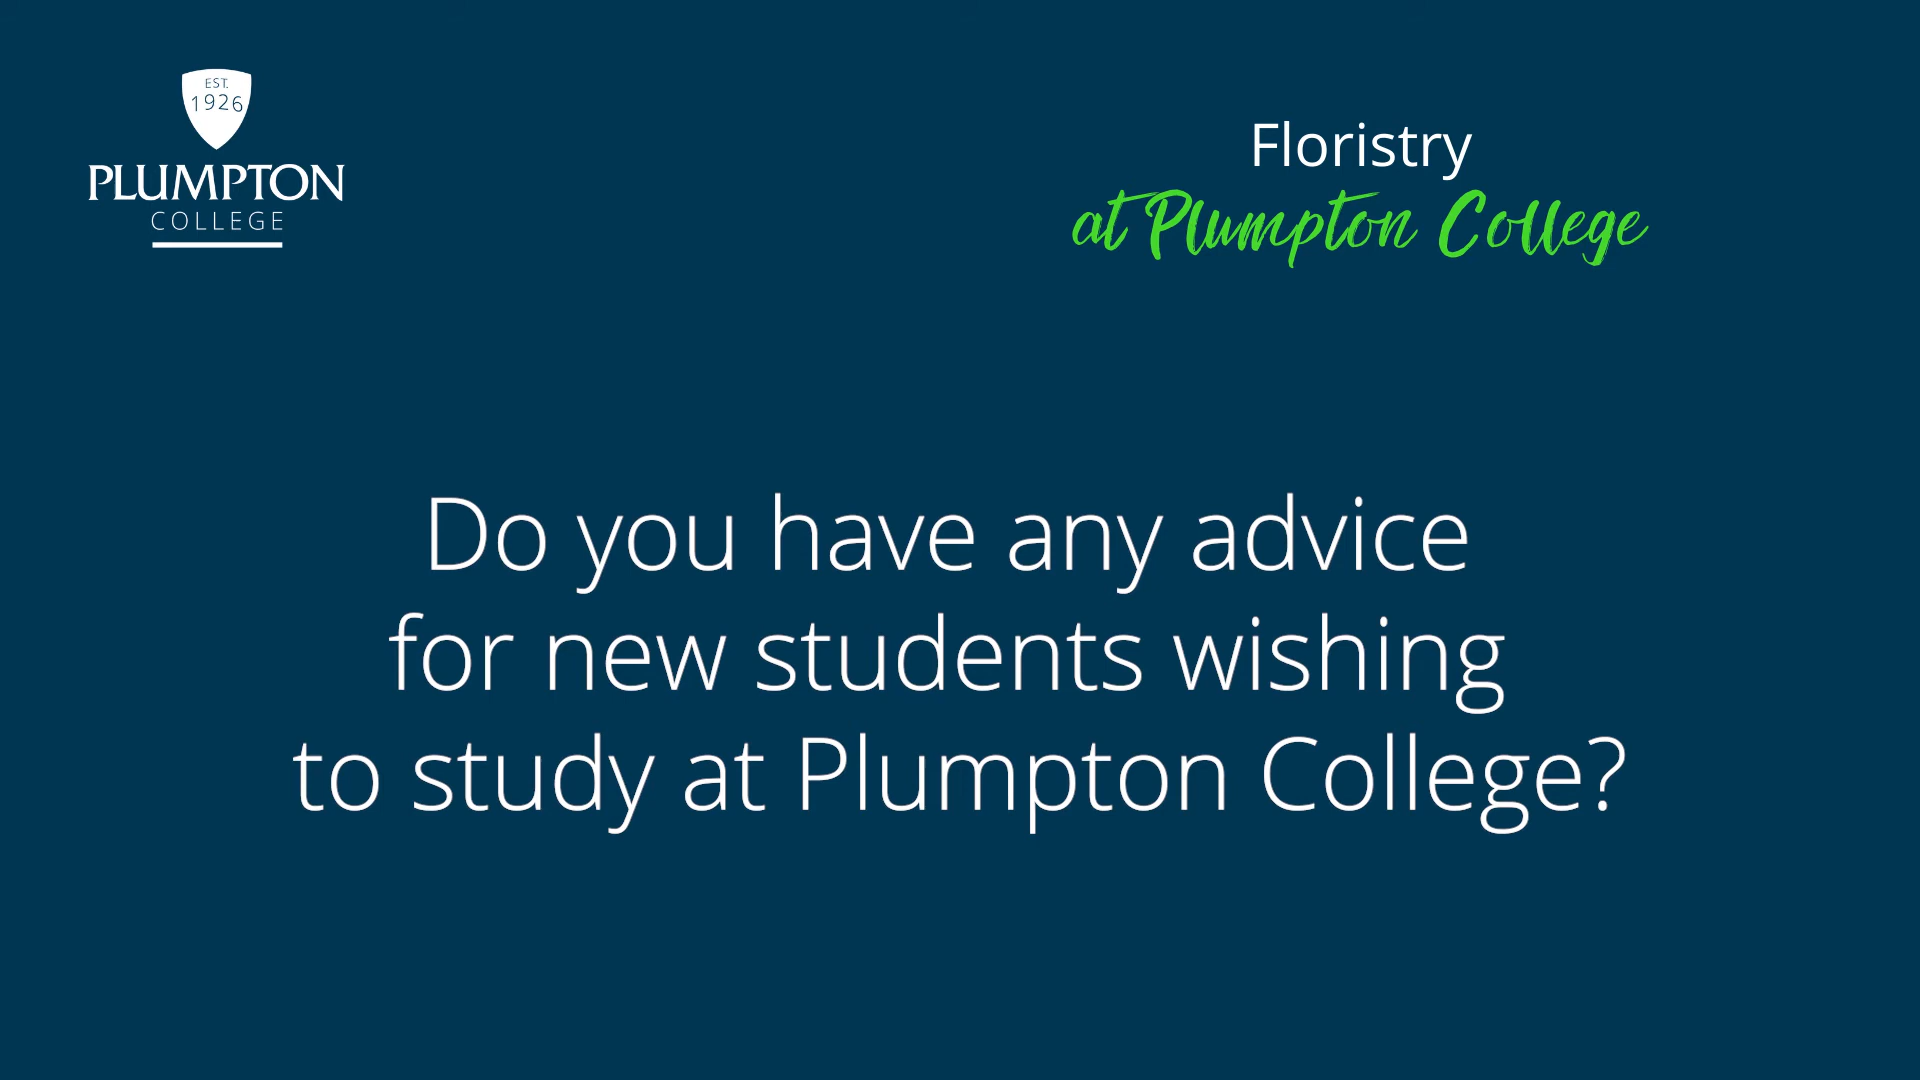 EST.
1926
PLUMPTON
COLLEGE
Floristry
at Plumpton College
Do you have any advice
for new students wishing
to study at Plumpton College?